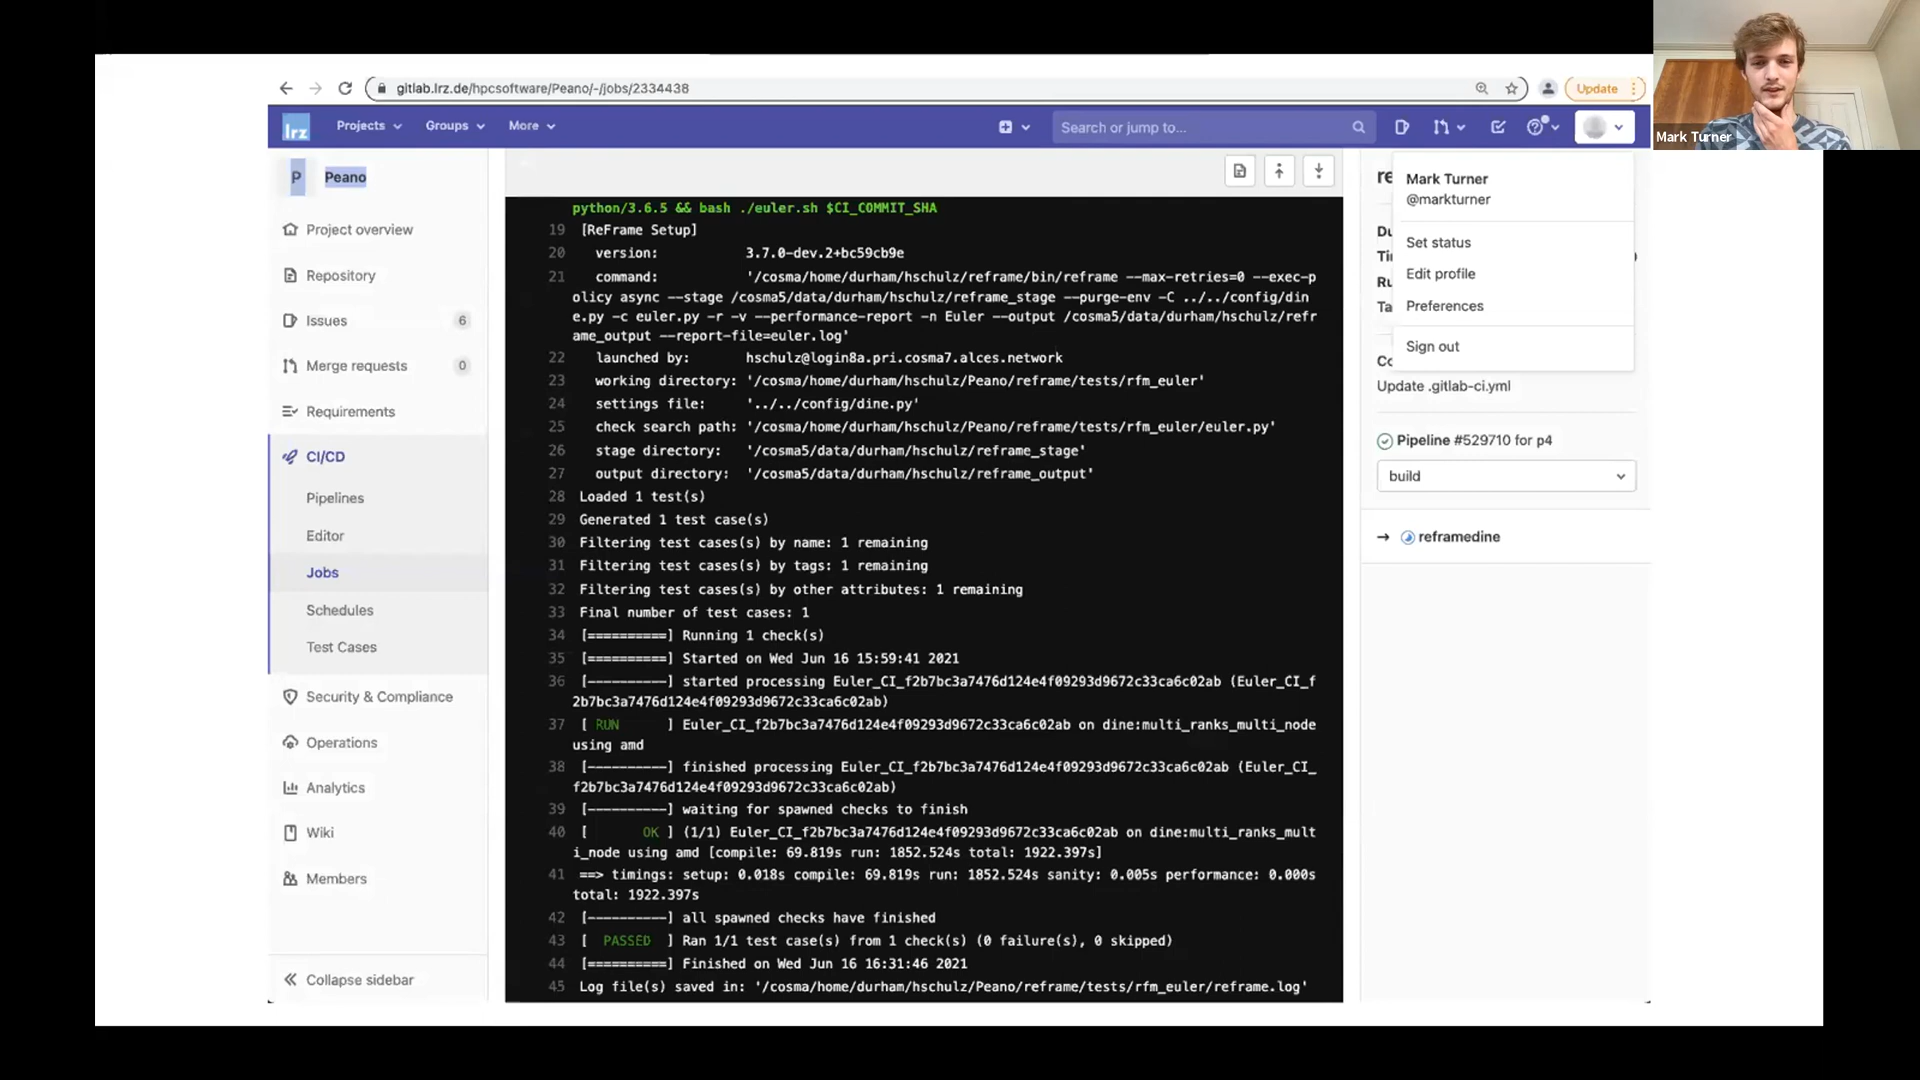 gitlab.lrz.de/hpcsoftware/Peano/-/jobs/2334438
Update
lrz
Projects
Groups
More
Search or jump to...
Mark Turner
P
Peano
Project overview
Repository
Issues 6
Merge requests 0
Requirements
CI/CD
Pipelines
Editor
Jobs
Schedules
Test Cases
Security & Compliance
Operations
Analytics
Wiki
Members
Collapse sidebar
python/3.6.5 && bash ./euler.sh $CI_COMMIT_SHA
19 [ReFrame Setup]
20 version: 3.7.0-dev.2+bc59cb9e
21 command: '/cosma/home/durham/hschulz/reframe/bin/reframe --max-retries=0 --exec-p
olicy async --stage /cosma5/data/durham/hschulz/reframe_stage --purge-env -C ../../config/din
e.py -c euler.py -r -v --performance-report -n Euler --output /cosma5/data/durham/hschulz/refr
ame_output --report-file=euler.log'
22 launched by: hschulz@login8a.pri.cosma7.alces.network
23 working directory: '/cosma/home/durham/hschulz/Peano/reframe/tests/rfm_euler'
24 settings file: '../../config/dine.py'
25 check search path: '/cosma/home/durham/hschulz/Peano/reframe/tests/rfm_euler/euler.py'
26 stage directory: '/cosma5/data/durham/hschulz/reframe_stage'
27 output directory: '/cosma5/data/durham/hschulz/reframe_output'
28 Loaded 1 test(s)
29 Generated 1 test case(s)
30 Filtering test cases(s) by name: 1 remaining
31 Filtering test cases(s) by tags: 1 remaining
32 Filtering test cases(s) by other attributes: 1 remaining
33 Final number of test cases: 1
34 [==========] Running 1 check(s)
35 [==========] Started on Wed Jun 16 15:59:41 2021
36 [----------] started processing Euler_CI_f2b7bc3a7476d124e4f09293d9672c33ca6c02ab (Euler_CI_f
2b7bc3a7476d124e4f09293d9672c33ca6c02ab)
37 [ RUN ] Euler_CI_f2b7bc3a7476d124e4f09293d9672c33ca6c02ab on dine:multi_ranks_multi_node
using amd
38 [----------] finished processing Euler_CI_f2b7bc3a7476d124e4f09293d9672c33ca6c02ab (Euler_CI_
f2b7bc3a7476d124e4f09293d9672c33ca6c02ab)
39 [----------] waiting for spawned checks to finish
40 [ OK ] (1/1) Euler_CI_f2b7bc3a7476d124e4f09293d9672c33ca6c02ab on dine:multi_ranks_mult
i_node using amd [compile: 69.819s run: 1852.524s total: 1922.397s]
41 ==> timings: setup: 0.018s compile: 69.819s run: 1852.524s sanity: 0.005s performance: 0.000s
total: 1922.397s
42 [----------] all spawned checks have finished
43 [ PASSED ] Ran 1/1 test case(s) from 1 check(s) (0 failure(s), 0 skipped)
44 [==========] Finished on Wed Jun 16 16:31:46 2021
45 Log file(s) saved in: '/cosma/home/durham/hschulz/Peano/reframe/tests/rfm_euler/reframe.log'
re
Du
Tin
Ru
Ta
Co
Mark Turner
@markturner
Set status
Edit profile
Preferences
Sign out
Update .gitlab-ci.yml
Pipeline #529710 for p4
build
reframedine